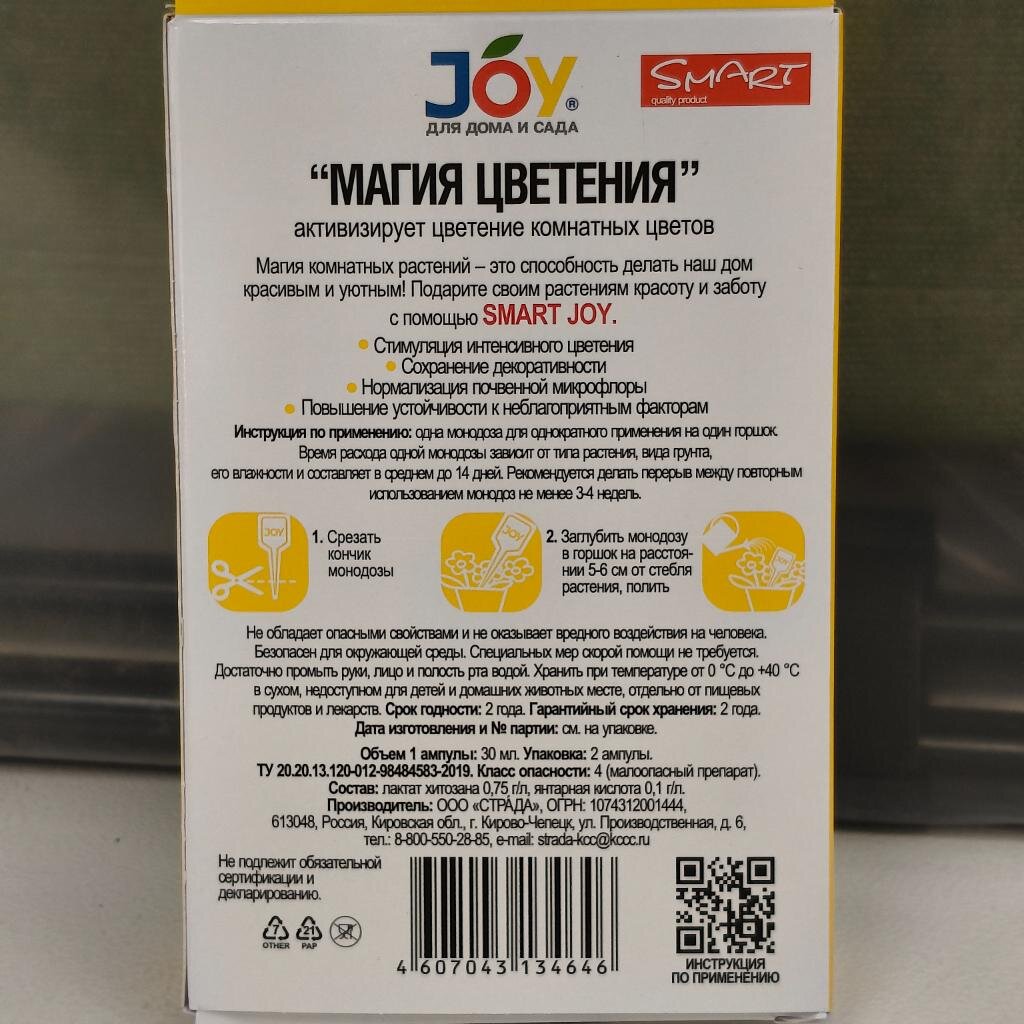 JOY®
ДЛЯ ДОМА И САДА
SMART
quality product
“МАГИЯ ЦВЕТЕНИЯ”
активизирует цветение комнатных цветов
Магия комнатных растений – это способность делать наш дом
красивым и уютным! Подарите своим растениям красоту и заботу
с помощью SMART JOY.
• Стимуляция интенсивного цветения
• Сохранение декоративности
• Нормализация почвенной микрофлоры
• Повышение устойчивости к неблагоприятным факторам
Инструкция по применению: одна монодоза для однократного применения на один горшок.
Время расхода одной монодозы зависит от типа растения, вида грунта,
его влажности и составляет в среднем до 14 дней. Рекомендуется делать перерыв между повторным
использованием монодоз не менее 3-4 недель.
JOY
1. Срезать
кончик
монодозы
JOY
2. Заглубить монодозу
в горшок на расстоя-
нии 5-6 см от стебля
растения, полить
JOY
Не обладает опасными свойствами и не оказывает вредного воздействия на человека.
Безопасен для окружающей среды. Специальных мер скорой помощи не требуется.
Достаточно промыть руки, лицо и полость рта водой. Хранить при температуре от 0 °C до +40 °C
в сухом, недоступном для детей и домашних животных месте, отдельно от пищевых
продуктов и лекарств. Срок годности: 2 года. Гарантийный срок хранения: 2 года.
Дата изготовления и № партии: см. на упаковке.
Объем 1 ампулы: 30 мл. Упаковка: 2 ампулы.
ТУ 20.20.13.120-012-98484583-2019. Класс опасности: 4 (малоопасный препарат).
Состав: лактат хитозана 0,75 г/л, янтарная кислота 0,1 г/л.
Производитель: ООО «СТРАДА», ОГРН: 1074312001444,
613048, Россия, Кировская обл., г. Кирово-Чепецк, ул. Производственная, д. 6,
тел.: 8-800-550-28-85, e-mail: strada-kcc@kccc.ru
Не подлежит обязательной
сертификации и
декларированию.
7
OTHER
21
PAP
4 607043 134646
ИНСТРУКЦИЯ
ПО ПРИМЕНЕНИЮ